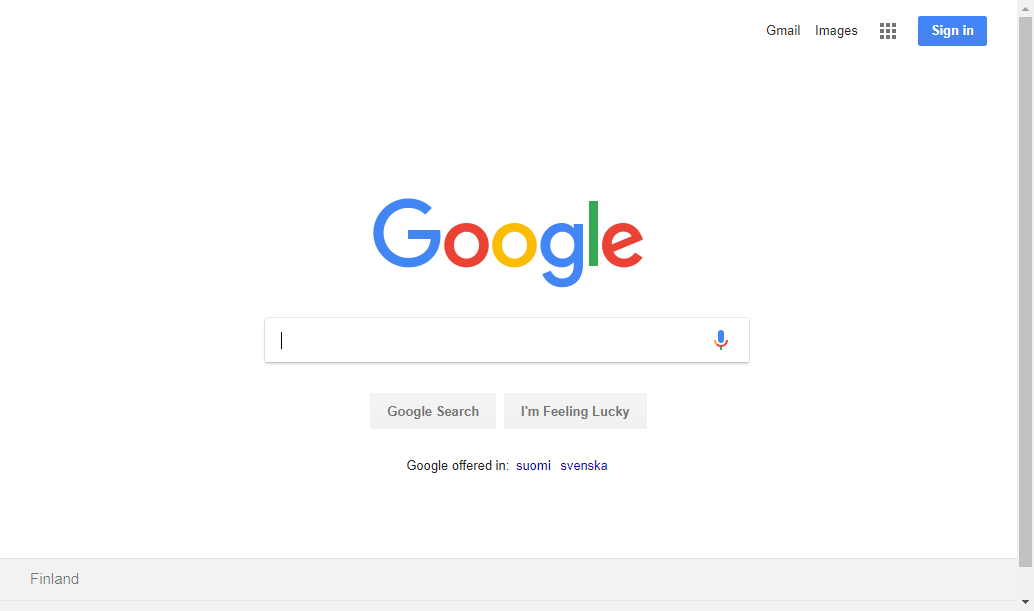 Gmail Images Sign in
Google
Google Search I'm Feeling Lucky
Google offered in: suomi svenska
Finland